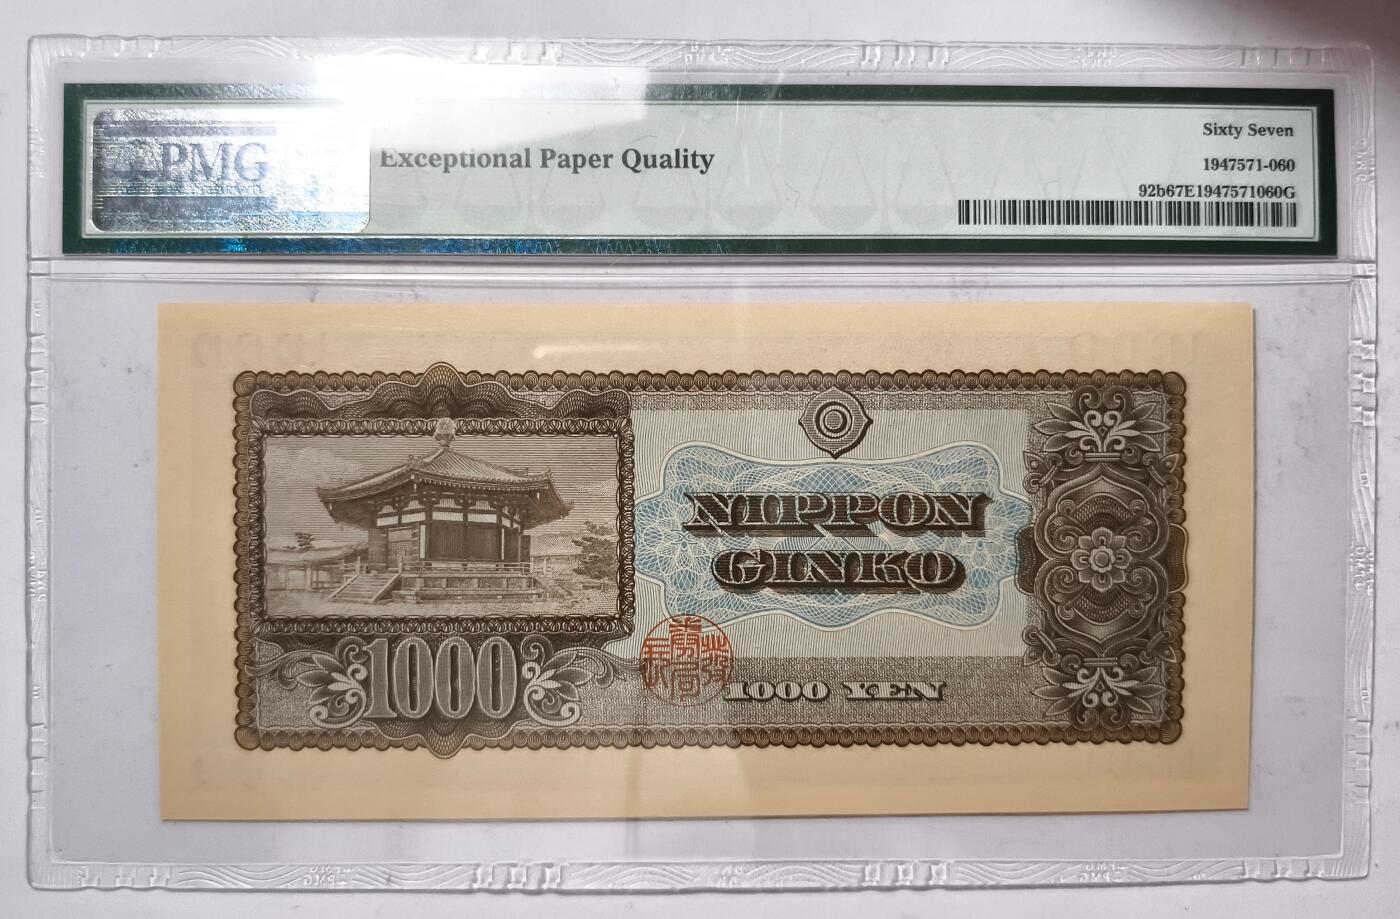 PMG
Exceptional Paper Quality
Sixty Seven
1947571-060
92b67E1947571060G
NIPPON
GINKO
1000
1000 YEN